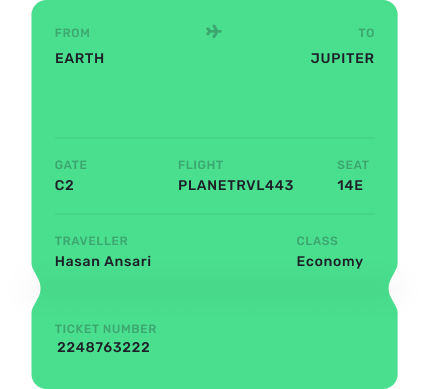 FROM TO
EARTH JUPITER
GATE FLIGHT SEAT
C2 PLANETRVL443 14E
TRAVELLER CLASS
Hasan Ansari Economy
TICKET NUMBER
2248763222